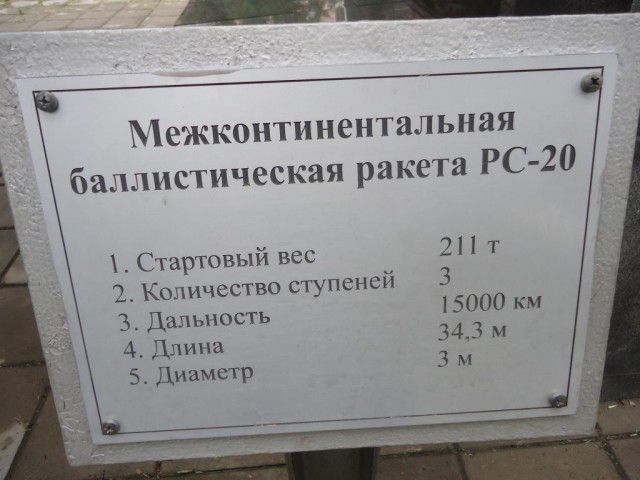 Межконтинентальная
баллистическая ракета РС-20
1. Стартовый вес 211 т
2. Количество ступеней 3
3. Дальность 15000 км
4. Длина 34,3 м
5. Диаметр 3 м